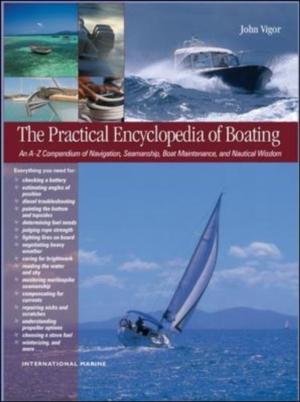 John Vigor
The Practical Encyclopedia of Boating
An A-Z Compendium of Navigation, Seamanship, Boat Maintenance, and Nautical Wisdom
Everything you need for:
checking a battery
estimating angles of
position
diesel troubleshooting
painting the bottom
and topsides
determining fuel needs
judging rope strength
fighting fires on board
negotiating heavy
weather
caring for brightwork
reading the water
and sky
mastering marlinspike
seamanship
compensating for
currents
repairing nicks and
scratches
understanding
propeller options
choosing a stove fuel
winterizing, and
more ...
INTERNATIONAL MARINE